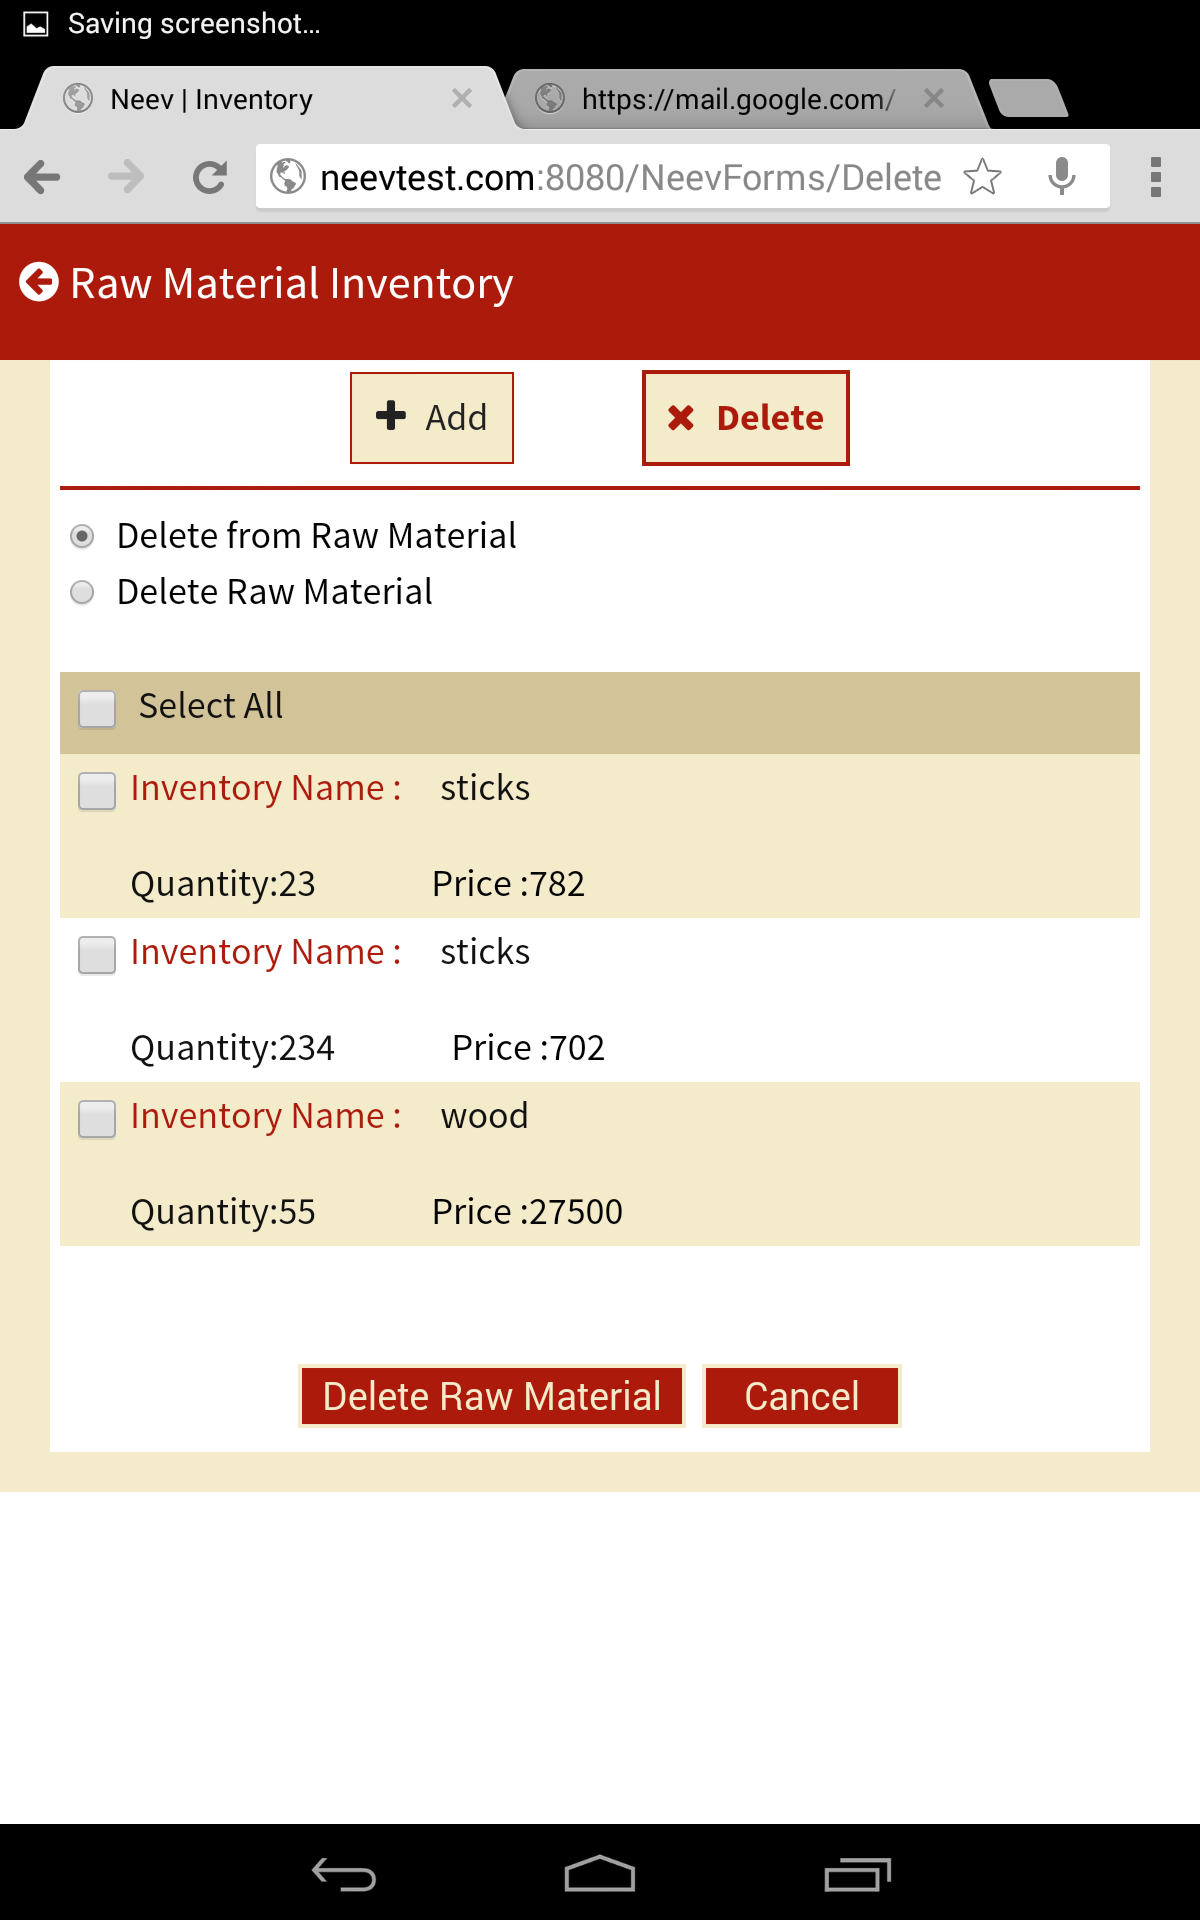 Saving screenshot...
Neev | Inventory
https://mail.google.com/
neevtest.com:8080/NeevForms/Delete
Raw Material Inventory
Add
Delete
Delete from Raw Material
Delete Raw Material
Select All
Inventory Name : sticks
Quantity:23 Price :782
Inventory Name : sticks
Quantity:234 Price :702
Inventory Name : wood
Quantity:55 Price :27500
Delete Raw Material Cancel